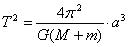 T² = 4π² / G(M + m) · a³